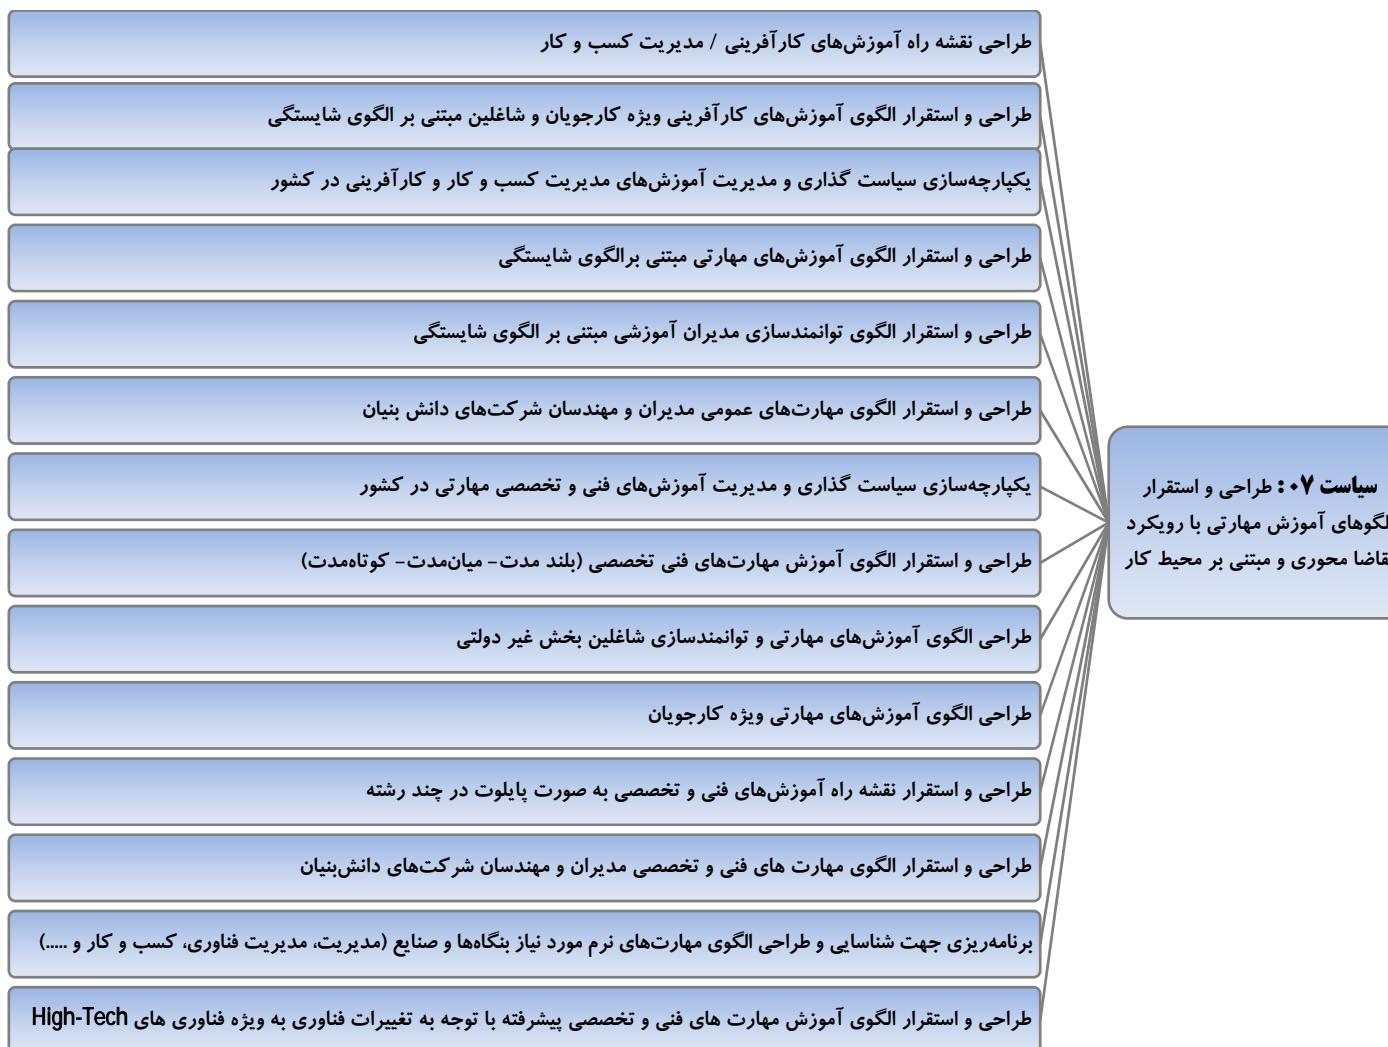 طراحی نقشه راه آموزش‌های کارآفرینی / مدیریت کسب و کار
طراحی و استقرار الگوی آموزش‌های کارآفرینی ویژه کارجویان و شاغلین مبتنی بر الگوی شایستگی
یکپارچه‌سازی سیاست گذاری و مدیریت آموزش‌های مدیریت کسب و کار و کارآفرینی در کشور
طراحی و استقرار الگوی آموزش‌های مهارتی مبتنی برالگوی شایستگی
طراحی و استقرار الگوی توانمندسازی مدیران آموزشی مبتنی بر الگوی شایستگی
طراحی و استقرار الگوی مهارت‌های عمومی مدیران و مهندسان شرکت‌های دانش بنیان
سیاست ۰۷: طراحی و استقرار
لگوهای آموزش مهارتی با رویکرد
قاضا محوری و مبتنی بر محیط کار
یکپارچه‌سازی سیاست گذاری و مدیریت آموزش‌های فنی و تخصصی مهارتی در کشور
طراحی و استقرار الگوی آموزش مهارت‌های فنی تخصصی (بلند مدت- میان‌مدت- کوتاه‌مدت)
طراحی الگوی آموزش‌های مهارتی و توانمندسازی شاغلین بخش غیر دولتی
طراحی الگوی آموزش‌های مهارتی ویژه کارجویان
طراحی و استقرار نقشه راه آموزش‌های فنی و تخصصی به صورت پایلوت در چند رشته
طراحی و استقرار الگوی مهارت های فنی و تخصصی مدیران و مهندسان شرکت‌های دانش‌بنیان
برنامه‌ریزی جهت شناسایی و طراحی الگوی مهارت‌های نرم مورد نیاز بنگاه‌ها و صنایع (مدیریت، مدیریت فناوری، کسب و کار و .....)
طراحی و استقرار الگوی آموزش مهارت های فنی و تخصصی پیشرفته با توجه به تغییرات فناوری به ویژه فناوری های High-Tech